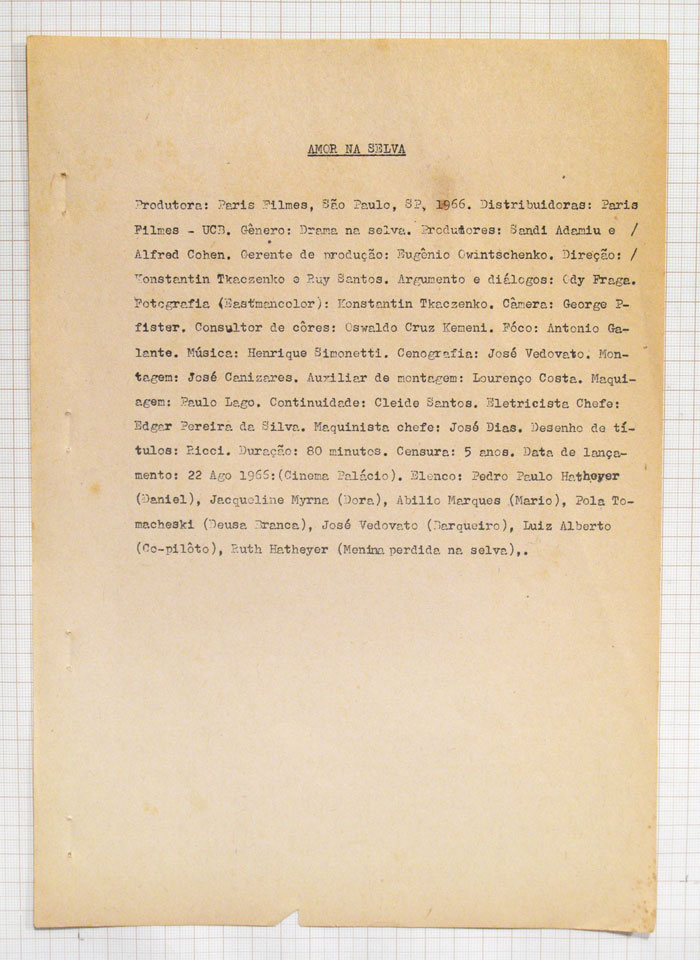 AMOR NA SELVA
Produtora: Paris Filmes, São Paulo, SP, 1966. Distribuidoras: Paris
Filmes - UCB. Gênero: Drama na selva. Produtores: Sandi Adamiu e /
Alfred Cohen. Gerente de produção: Eugênio Owintschenko. Direção: /
Konstantin Tkaczenko e Ruy Santos. Argumento e diálogos: Ody Fraga.
Fotografia (Eastmancolor): Konstantin Tkaczenko. Câmera: George P-
fister. Consultor de côres: Oswaldo Cruz Kemeni. Fóco: Antonio Ga-
lante. Música: Henrique Simonetti. Cenografia: José Vedovato. Mon-
tagem: José Canizares. Auxiliar de montagem: Lourenço Costa. Maqui-
agem: Paulo Lago. Continuidade: Cleide Santos. Eletricista Chefe:
Edgar Pereira da Silva. Maquinista chefe: José Dias. Desenho de tí-
tulos: Ricci. Duração: 80 minutos. Censura: 5 anos. Data de lança-
mento: 22 Ago 1966:(Cinema Palácio). Elenco: Pedro Paulo Hatheyer
(Daniel), Jacqueline Myrna (Dora), Abilio Marques (Mario), Pola To-
macheski (Deusa Branca), José Vedovato (Barqueiro), Luiz Alberto
(Co-pilôto), Ruth Hatheyer (Menina perdida na selva),.